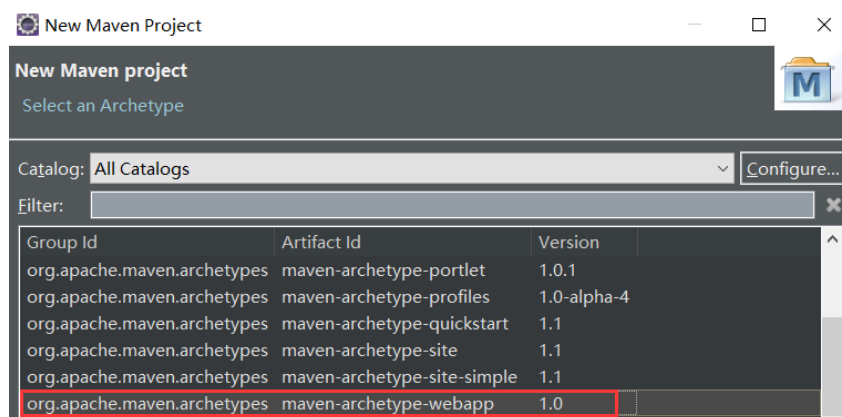 New Maven Project
New Maven project
Select an Archetype
M
Catalog: All Catalogs Configure...
Filter:
Group Id Artifact Id Version
org.apache.maven.archetypes maven-archetype-portlet 1.0.1
org.apache.maven.archetypes maven-archetype-profiles 1.0-alpha-4
org.apache.maven.archetypes maven-archetype-quickstart 1.1
org.apache.maven.archetypes maven-archetype-site 1.1
org.apache.maven.archetypes maven-archetype-site-simple 1.1
org.apache.maven.archetypes maven-archetype-webapp 1.0